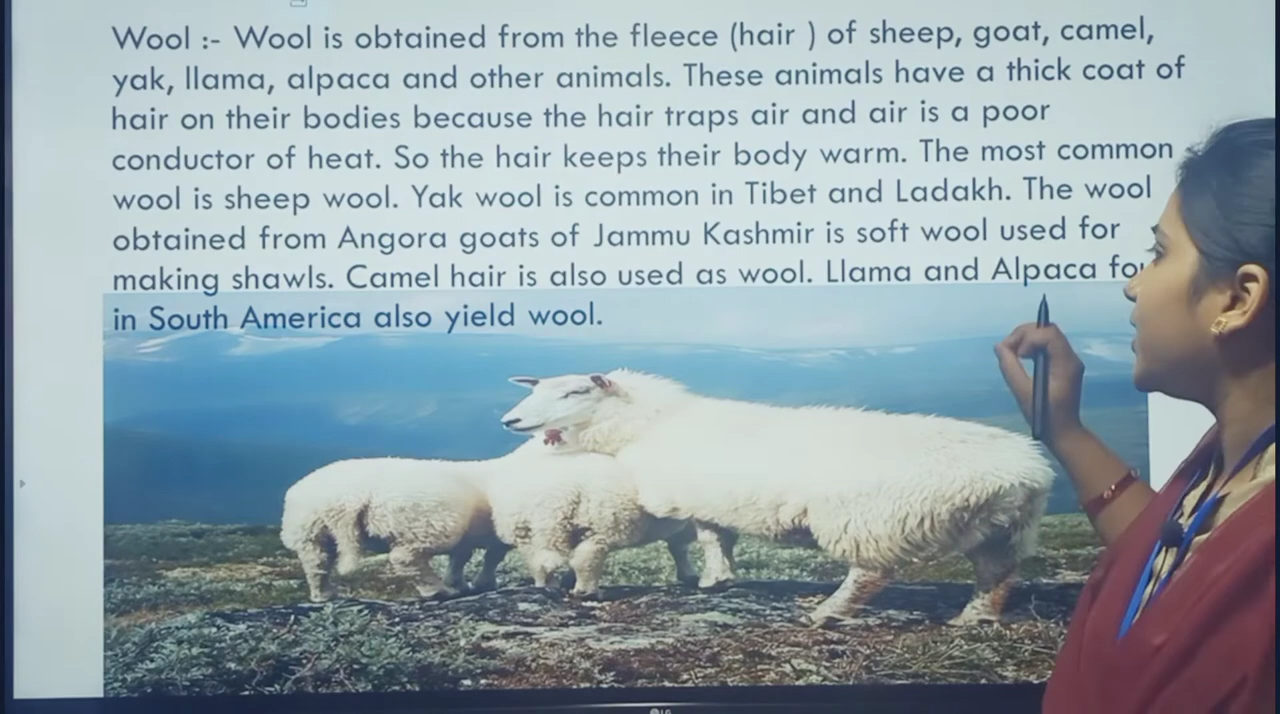 Wool :- Wool is obtained from the fleece (hair ) of sheep, goat, camel,
yak, llama, alpaca and other animals. These animals have a thick coat of
hair on their bodies because the hair traps air and air is a poor
conductor of heat. So the hair keeps their body warm. The most common
wool is sheep wool. Yak wool is common in Tibet and Ladakh. The wool
obtained from Angora goats of Jammu Kashmir is soft wool used for
making shawls. Camel hair is also used as wool. Llama and Alpaca
in South America also yield wool.
LG